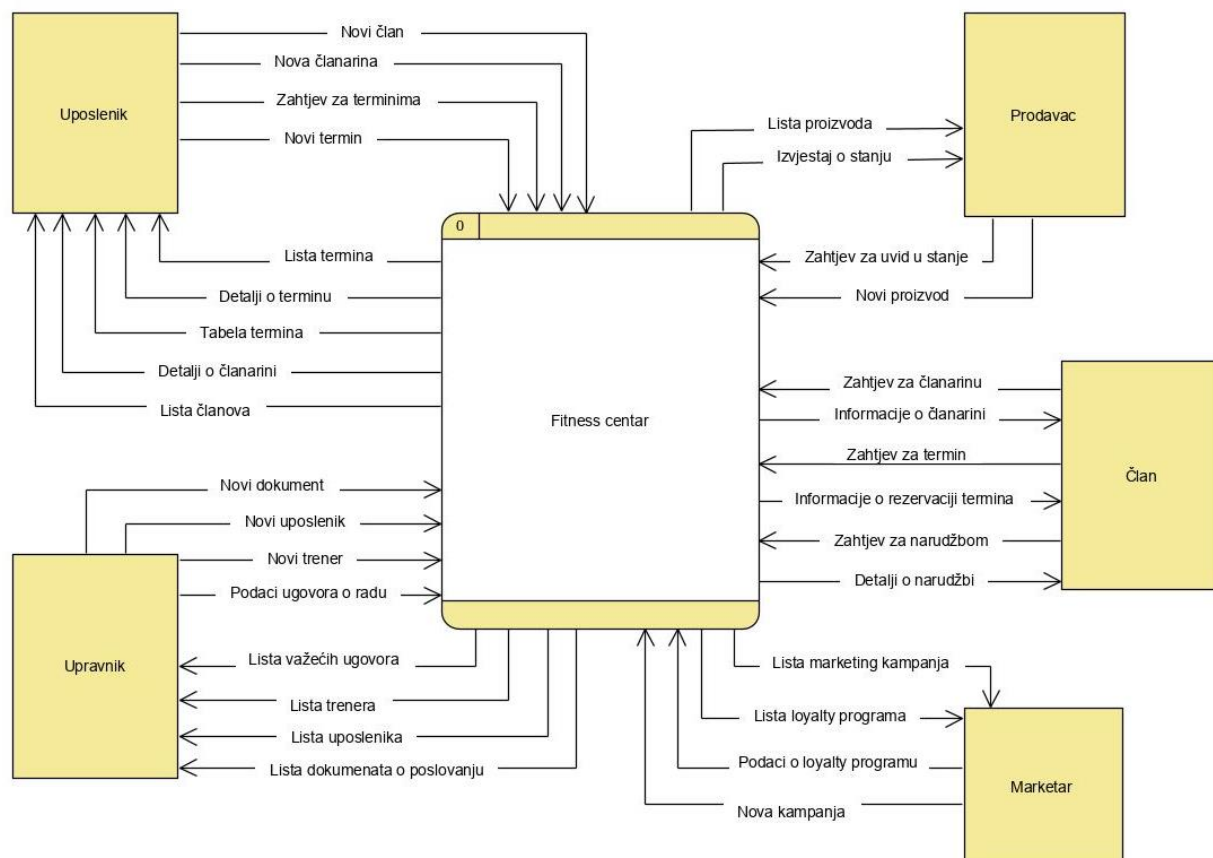 Uposlenik
Novi član
Nova članarina
Zahtjev za terminima
Novi termin
Lista termina
Detalji o terminu
Tabela termina
Detalji o članarini
Lista članova
0
Fitness centar
Lista proizvoda
Izvjestaj o stanju
Prodavac
Zahtjev za uvid u stanje
Novi proizvod
Zahtjev za članarinu
Informacije o članarini
Zahtjev za termin
Informacije o rezervaciji termina
Zahtjev za narudžbom
Detalji o narudžbi
Član
Novi dokument
Novi uposlenik
Novi trener
Podaci ugovora o radu
Upravnik
Lista važećih ugovora
Lista trenera
Lista uposlenika
Lista dokumenata o poslovanju
Lista marketing kampanja
Lista loyalty programa
Podaci o loyalty programu
Nova kampanja
Marketar